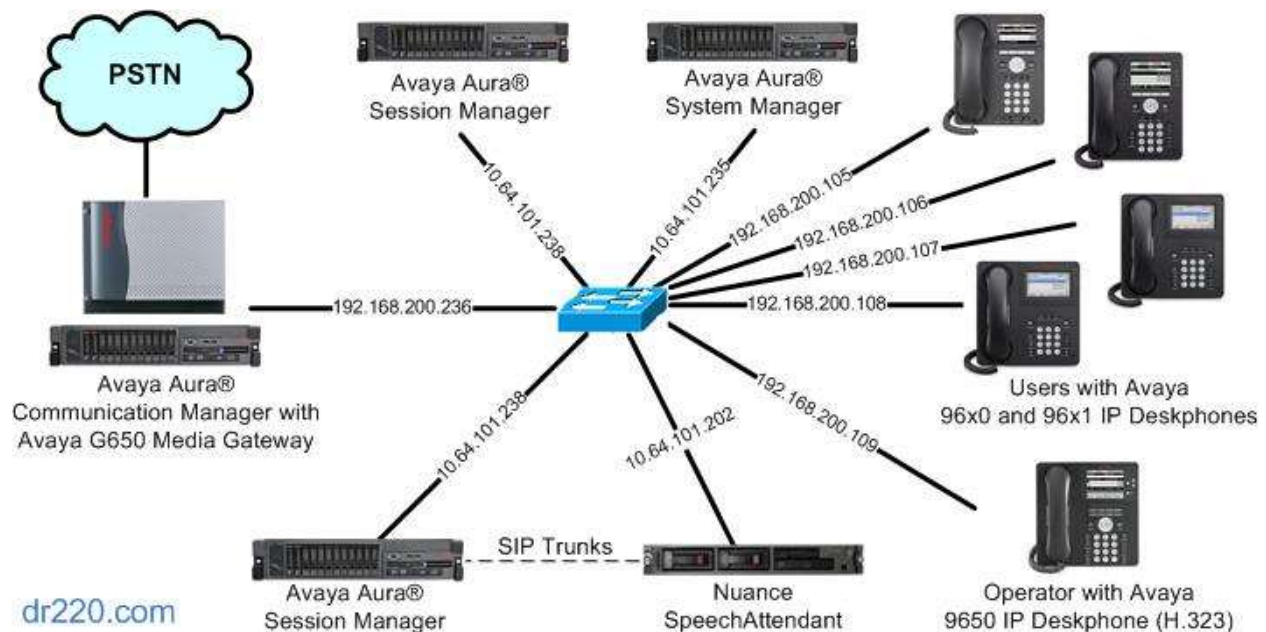 PSTN
Avaya Aura®
Session Manager
Avaya Aura®
System Manager
10.64.101.238
10.64.101.235
192.168.200.105
192.168.200.106
192.168.200.107
192.168.200.108
192.168.200.236
Avaya Aura®
Communication Manager with
Avaya G650 Media Gateway
Users with Avaya
96x0 and 96x1 IP Deskphones
10.64.101.238
10.64.101.202
192.168.200.109
SIP Trunks
Avaya Aura®
Session Manager
Nuance
SpeechAttendant
Operator with Avaya
9650 IP Deskphone (H.323)
dr220.com